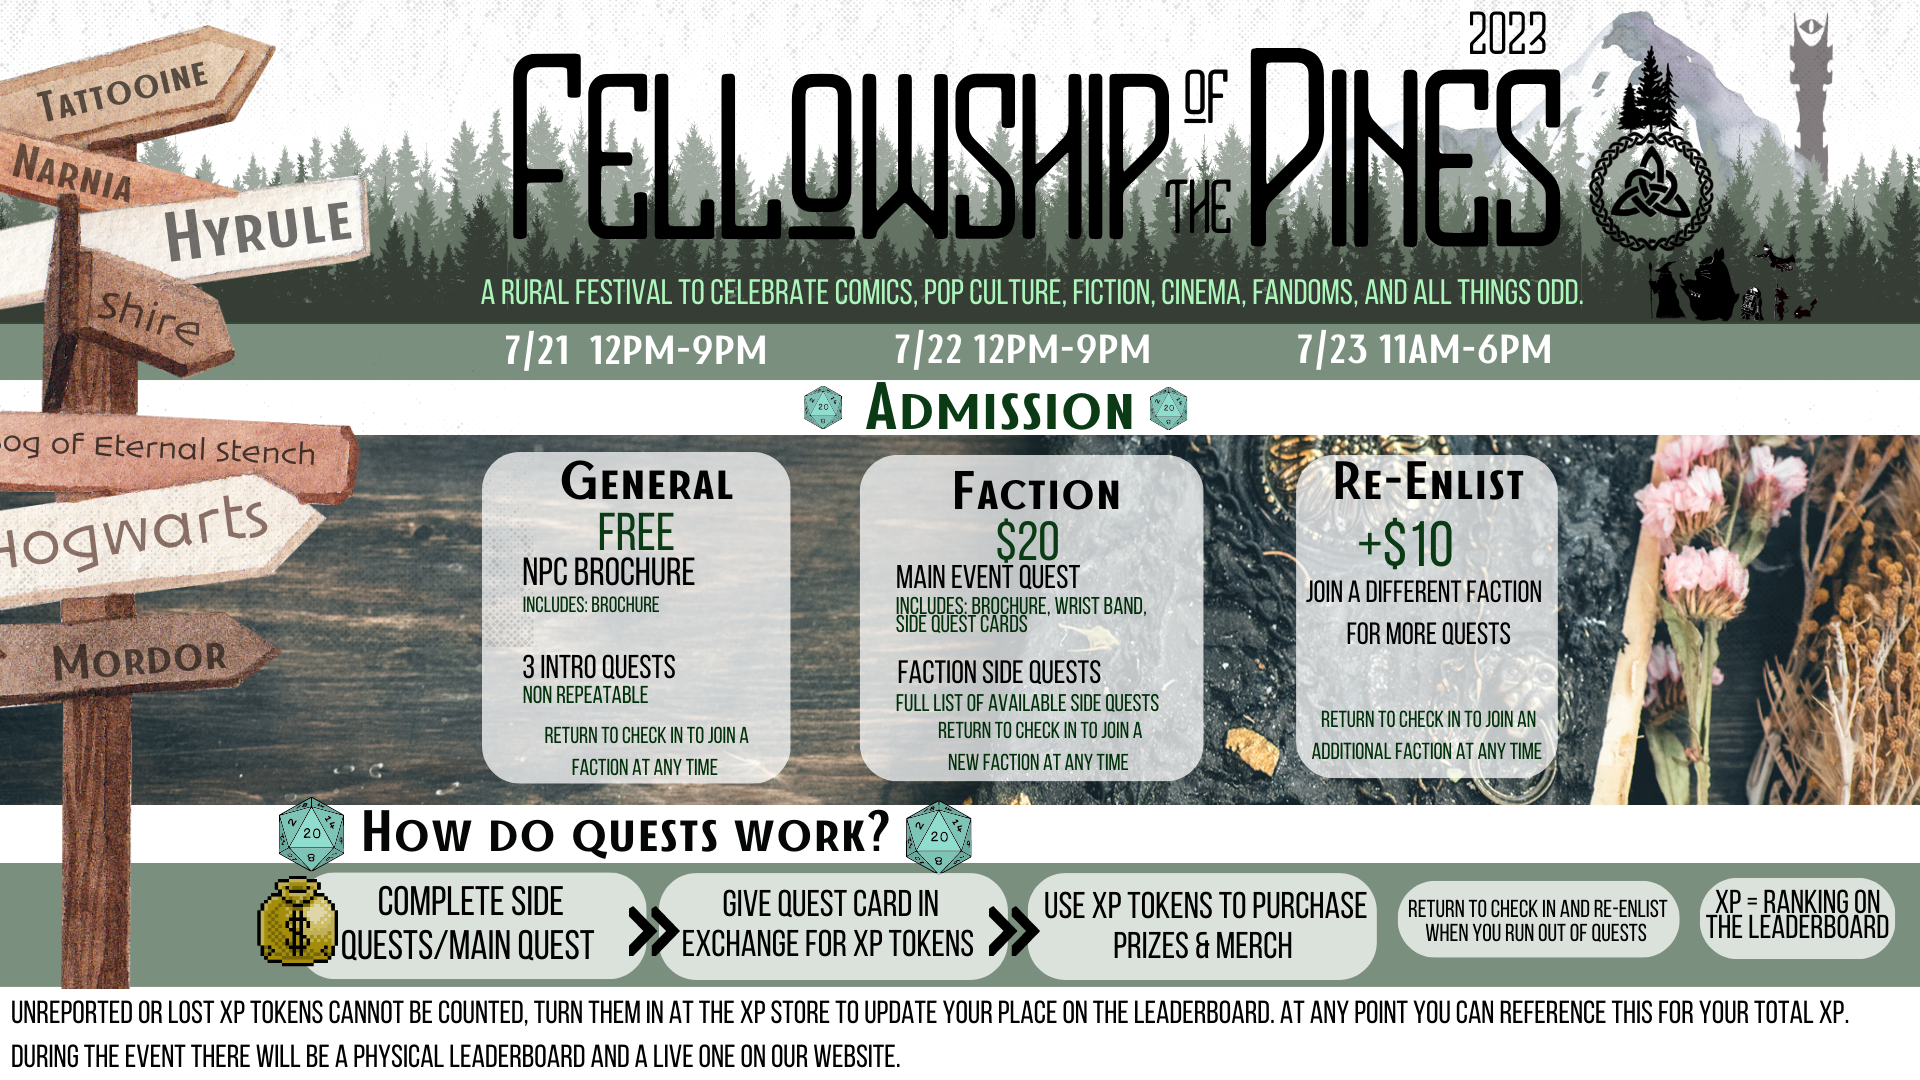 2023
FELLOWSHIP OF THE PINES
A RURAL FESTIVAL TO CELEBRATE COMICS, POP CULTURE, FICTION, CINEMA, FANDOMS, AND ALL THINGS ODD.
7/21 12PM-9PM
7/22 12PM-9PM
7/23 11AM-6PM
TATTOOINE
NARNIA
HYRULE
Shire
og of Eternal Stench
Hogwarts
MORDOR
ADMISSION
20
20
GENERAL
FREE
NPC BROCHURE
INCLUDES: BROCHURE
3 INTRO QUESTS
NON REPEATABLE
RETURN TO CHECK IN TO JOIN A
FACTION AT ANY TIME
FACTION
$20
MAIN EVENT QUEST
INCLUDES: BROCHURE, WRIST BAND,
SIDE QUEST CARDS
FACTION SIDE QUESTS
FULL LIST OF AVAILABLE SIDE QUESTS
RETURN TO CHECK IN TO JOIN A
NEW FACTION AT ANY TIME
RE-ENLIST
+$10
JOIN A DIFFERENT FACTION
FOR MORE QUESTS
RETURN TO CHECK IN TO JOIN AN
ADDITIONAL FACTION AT ANY TIME
20
8
HOW DO QUESTS WORK?
20
8
$
COMPLETE SIDE
QUESTS/MAIN QUEST
GIVE QUEST CARD IN
EXCHANGE FOR XP TOKENS
USE XP TOKENS TO PURCHASE
PRIZES & MERCH
RETURN TO CHECK IN AND RE-ENLIST
WHEN YOU RUN OUT OF QUESTS
XP = RANKING ON
THE LEADERBOARD
UNREPORTED OR LOST XP TOKENS CANNOT BE COUNTED, TURN THEM IN AT THE XP STORE TO UPDATE YOUR PLACE ON THE LEADERBOARD. AT ANY POINT YOU CAN REFERENCE THIS FOR YOUR TOTAL XP.
DURING THE EVENT THERE WILL BE A PHYSICAL LEADERBOARD AND A LIVE ONE ON OUR WEBSITE.